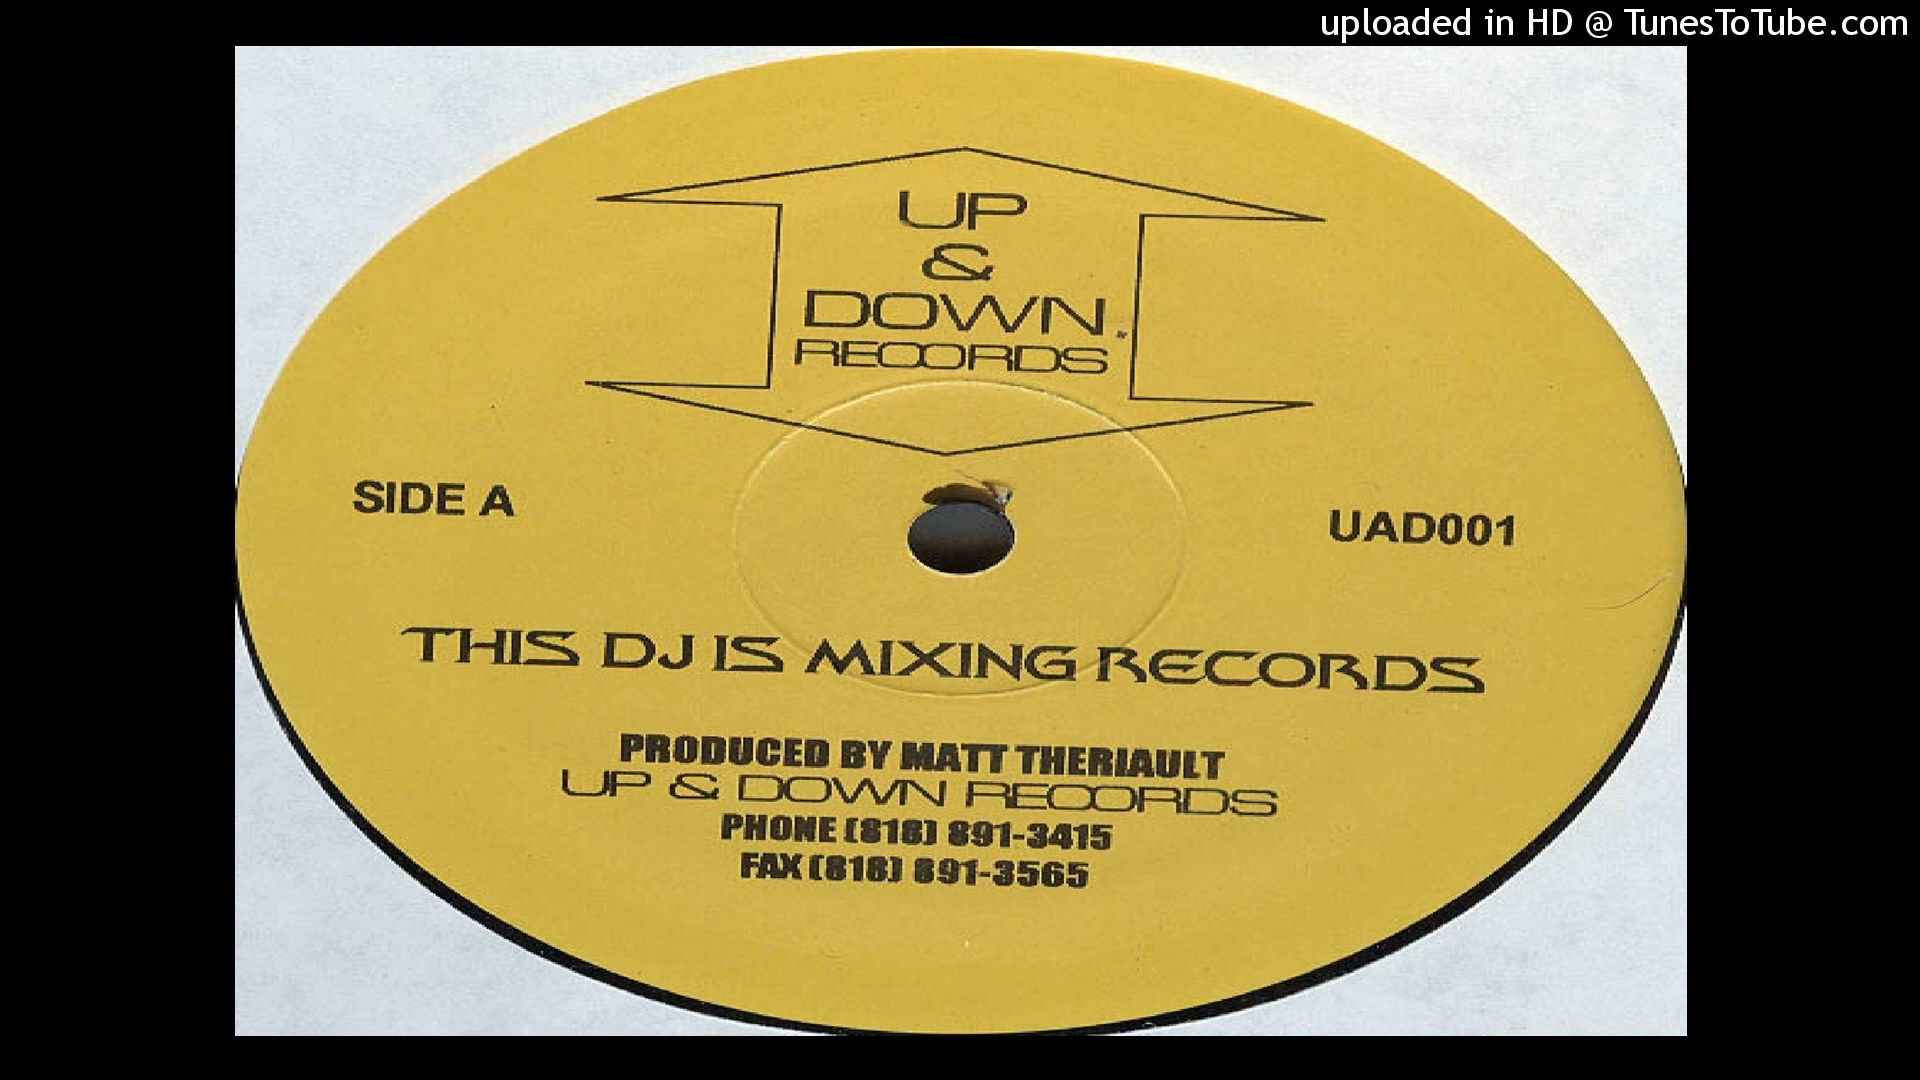 uploaded in HD @ TunesToTube.com
UP
&
DOWN
RECORDS
SIDE A
UAD001
THIS DJ IS MIXING RECORDS
PRODUCED BY MATT THERIAULT
UP & DOWN RECORDS
PHONE (818) 891-3415
FAX (818) 891-3565